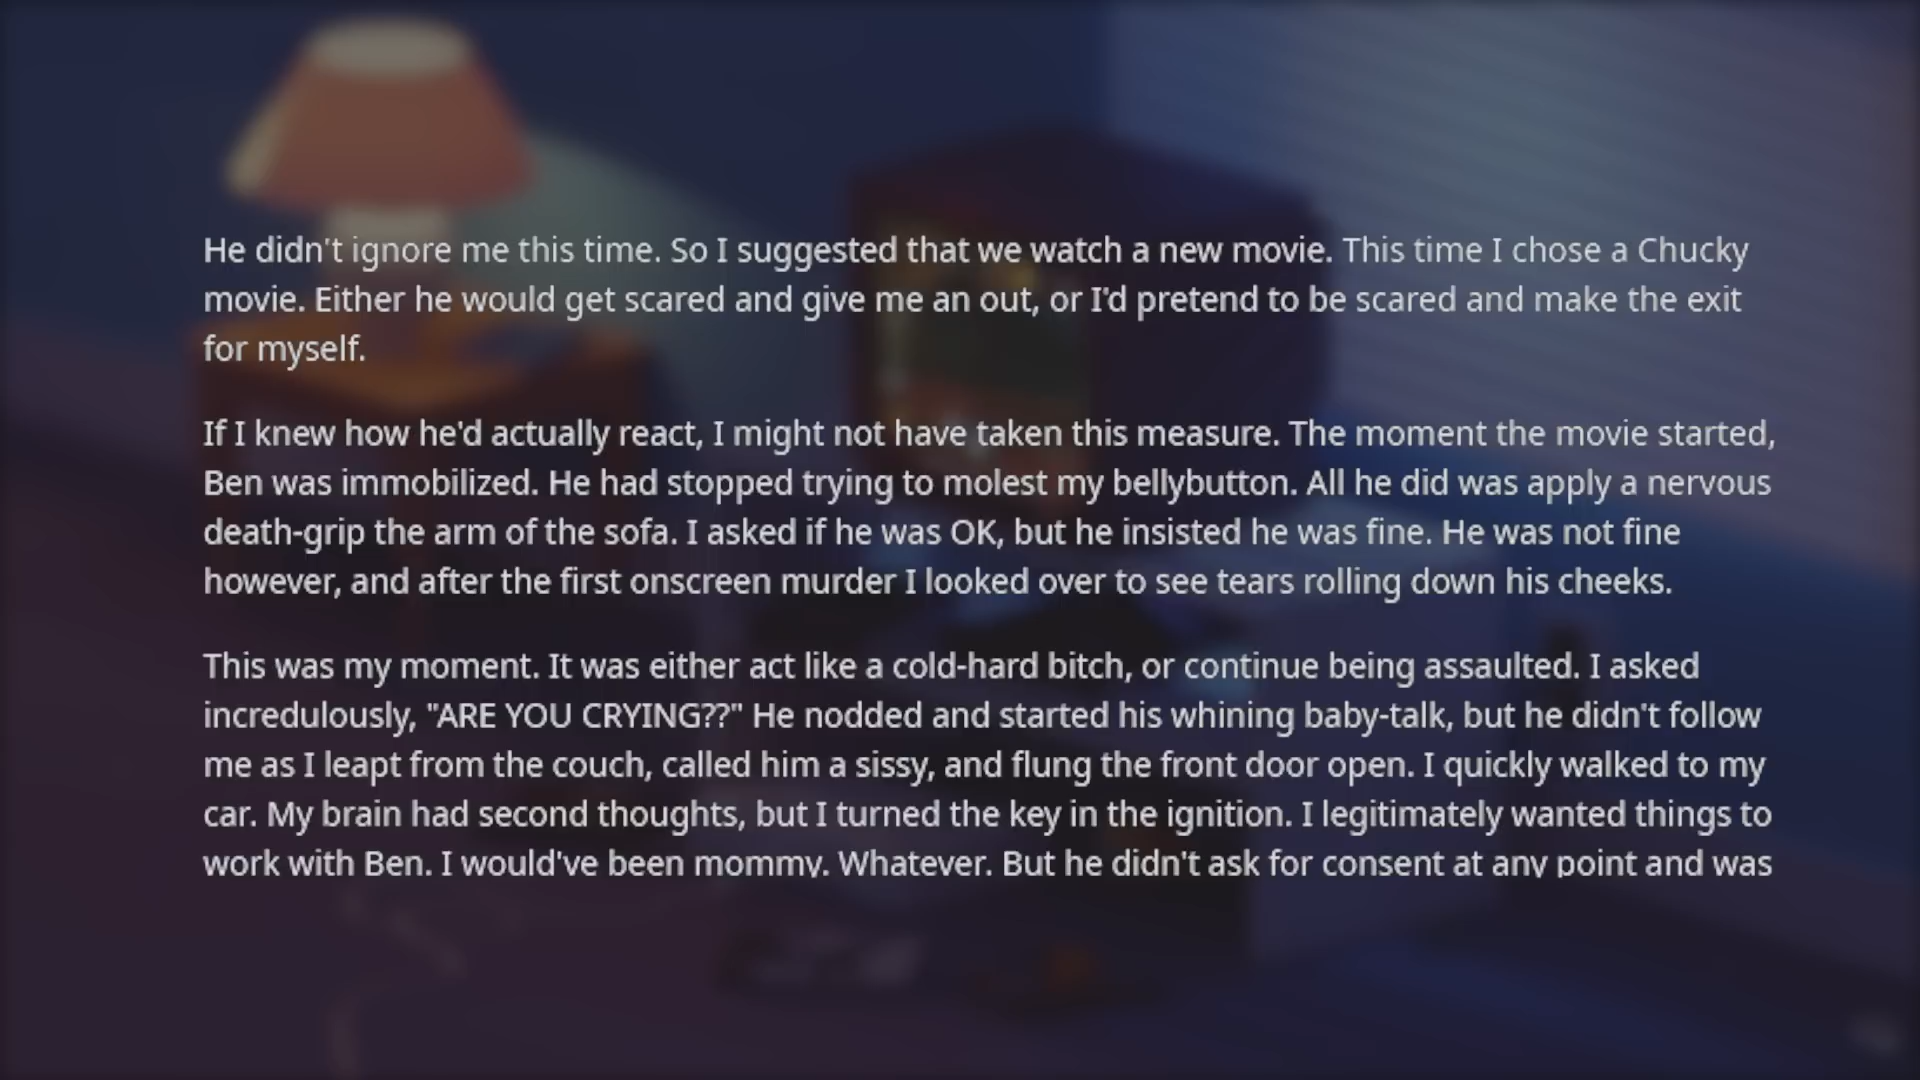 He didn't ignore me this time. So I suggested that we watch a new movie. This time I chose a Chucky
movie. Either he would get scared and give me an out, or I'd pretend to be scared and make the exit
for myself.
If I knew how he'd actually react, I might not have taken this measure. The moment the movie started,
Ben was immobilized. He had stopped trying to molest my bellybutton. All he did was apply a nervous
death-grip the arm of the sofa. I asked if he was OK, but he insisted he was fine. He was not fine
however, and after the first onscreen murder I looked over to see tears rolling down his cheeks.
This was my moment. It was either act like a cold-hard bitch, or continue being assaulted. I asked
incredulously, "ARE YOU CRYING??" He nodded and started his whining baby-talk, but he didn't follow
me as I leapt from the couch, called him a sissy, and flung the front door open. I quickly walked to my
car. My brain had second thoughts, but I turned the key in the ignition. I legitimately wanted things to
work with Ben. I would've been mommy. Whatever. But he didn't ask for consent at any point and was